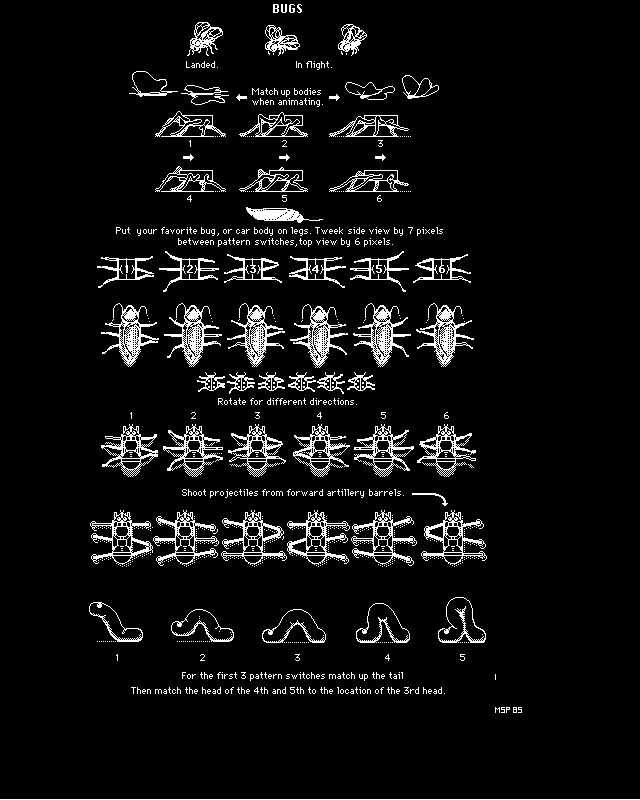 BUGS
Landed.
In flight.
Match up bodies
when animating.
1 2 3
4 5 6
Put your favorite bug, or car body on legs. Tweek side view by 7 pixels
between pattern switches, top view by 6 pixels.
(1) (2) (3) (4) (5) (6)
Rotate for different directions.
1 2 3 4 5 6
Shoot projectiles from forward artillery barrels.
1 2 3 4 5
For the first 3 pattern switches match up the tail
Then match the head of the 4th and 5th to the location of the 3rd head.
MSP 85